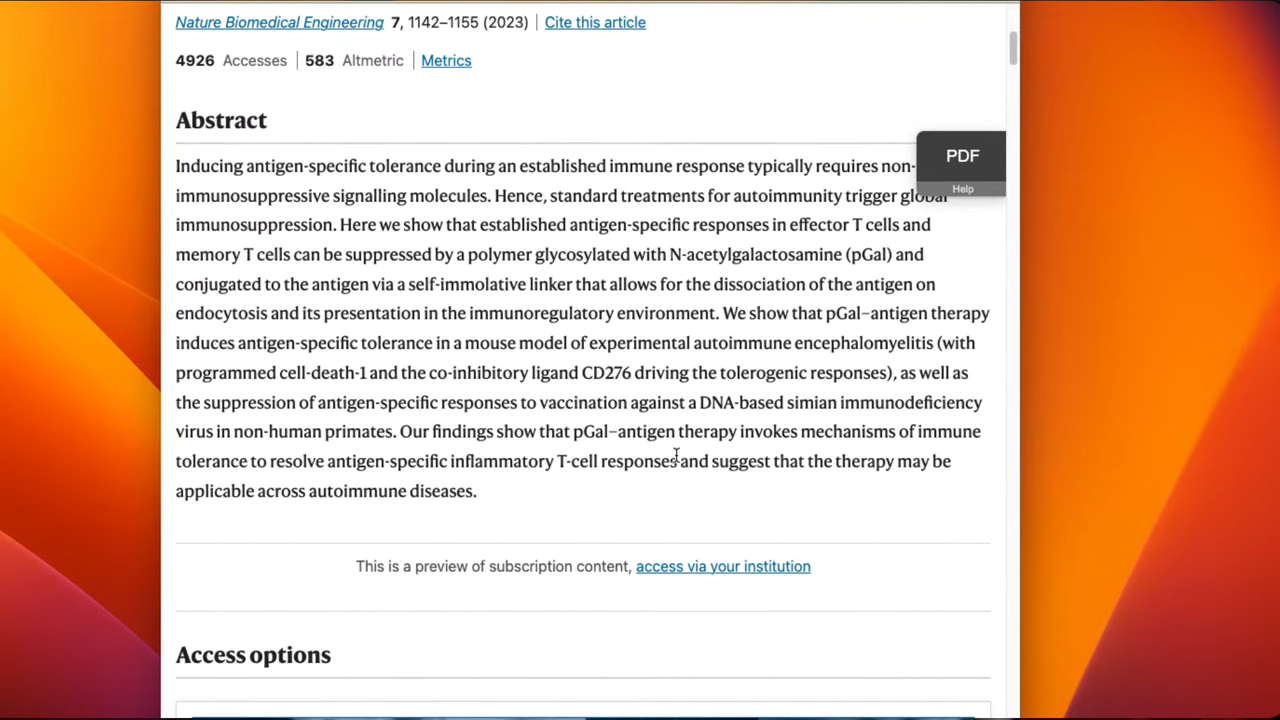 Nature Biomedical Engineering 7, 1142–1155 (2023) | Cite this article
4926 Accesses | 583 Altmetric | Metrics
Abstract
PDF
Help
Inducing antigen-specific tolerance during an established immune response typically requires non-
immunosuppressive signalling molecules. Hence, standard treatments for autoimmunity trigger global
immunosuppression. Here we show that established antigen-specific responses in effector T cells and
memory T cells can be suppressed by a polymer glycosylated with N-acetylgalactosamine (pGal) and
conjugated to the antigen via a self-immolative linker that allows for the dissociation of the antigen on
endocytosis and its presentation in the immunoregulatory environment. We show that pGal–antigen therapy
induces antigen-specific tolerance in a mouse model of experimental autoimmune encephalomyelitis (with
programmed cell-death-1 and the co-inhibitory ligand CD276 driving the tolerogenic responses), as well as
the suppression of antigen-specific responses to vaccination against a DNA-based simian immunodeficiency
virus in non-human primates. Our findings show that pGal–antigen therapy invokes mechanisms of immune
tolerance to resolve antigen-specific inflammatory T-cell responses and suggest that the therapy may be
applicable across autoimmune diseases.
This is a preview of subscription content, access via your institution
Access options